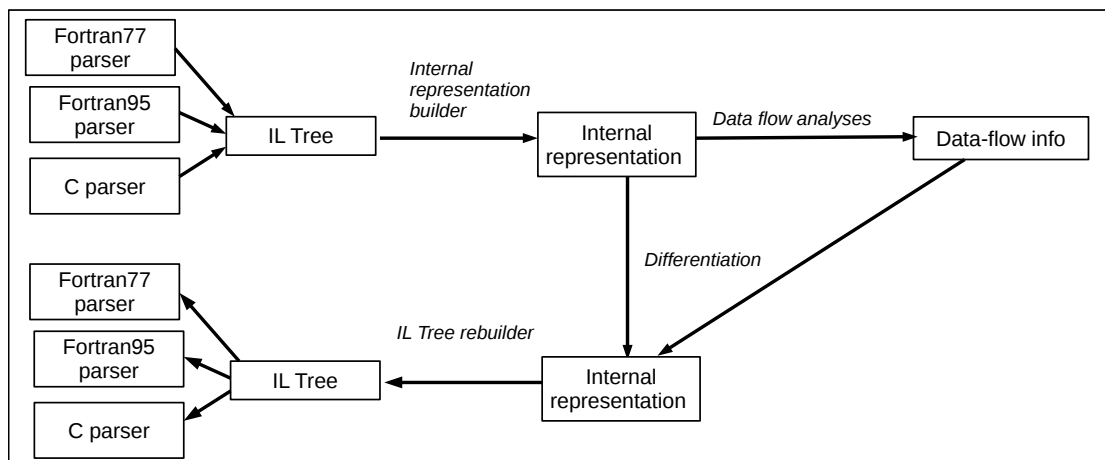 Fortran77
parser
Fortran95
parser
C parser
IL Tree
Internal
representation
builder
Internal
representation
Data flow analyses
Data-flow info
Differentiation
Fortran77
parser
Fortran95
parser
C parser
IL Tree
IL Tree rebuilder
Internal
representation